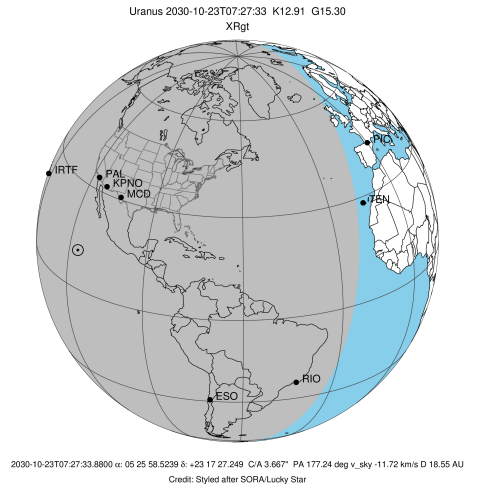 Uranus 2030-10-23T07:27:33 K12.91 G15.30
XRgt
PIC
IRTF
PAL
KPNO
MCD
iTEN
RIO
ESO
2030-10-23T07:27:33.8800 α: 05 25 58.5239 δ: +23 17 27.249 C/A 3.667" PA 177.24 deg v_sky -11.72 km/s D 18.55 AU
Credit: Styled after SORA/Lucky Star